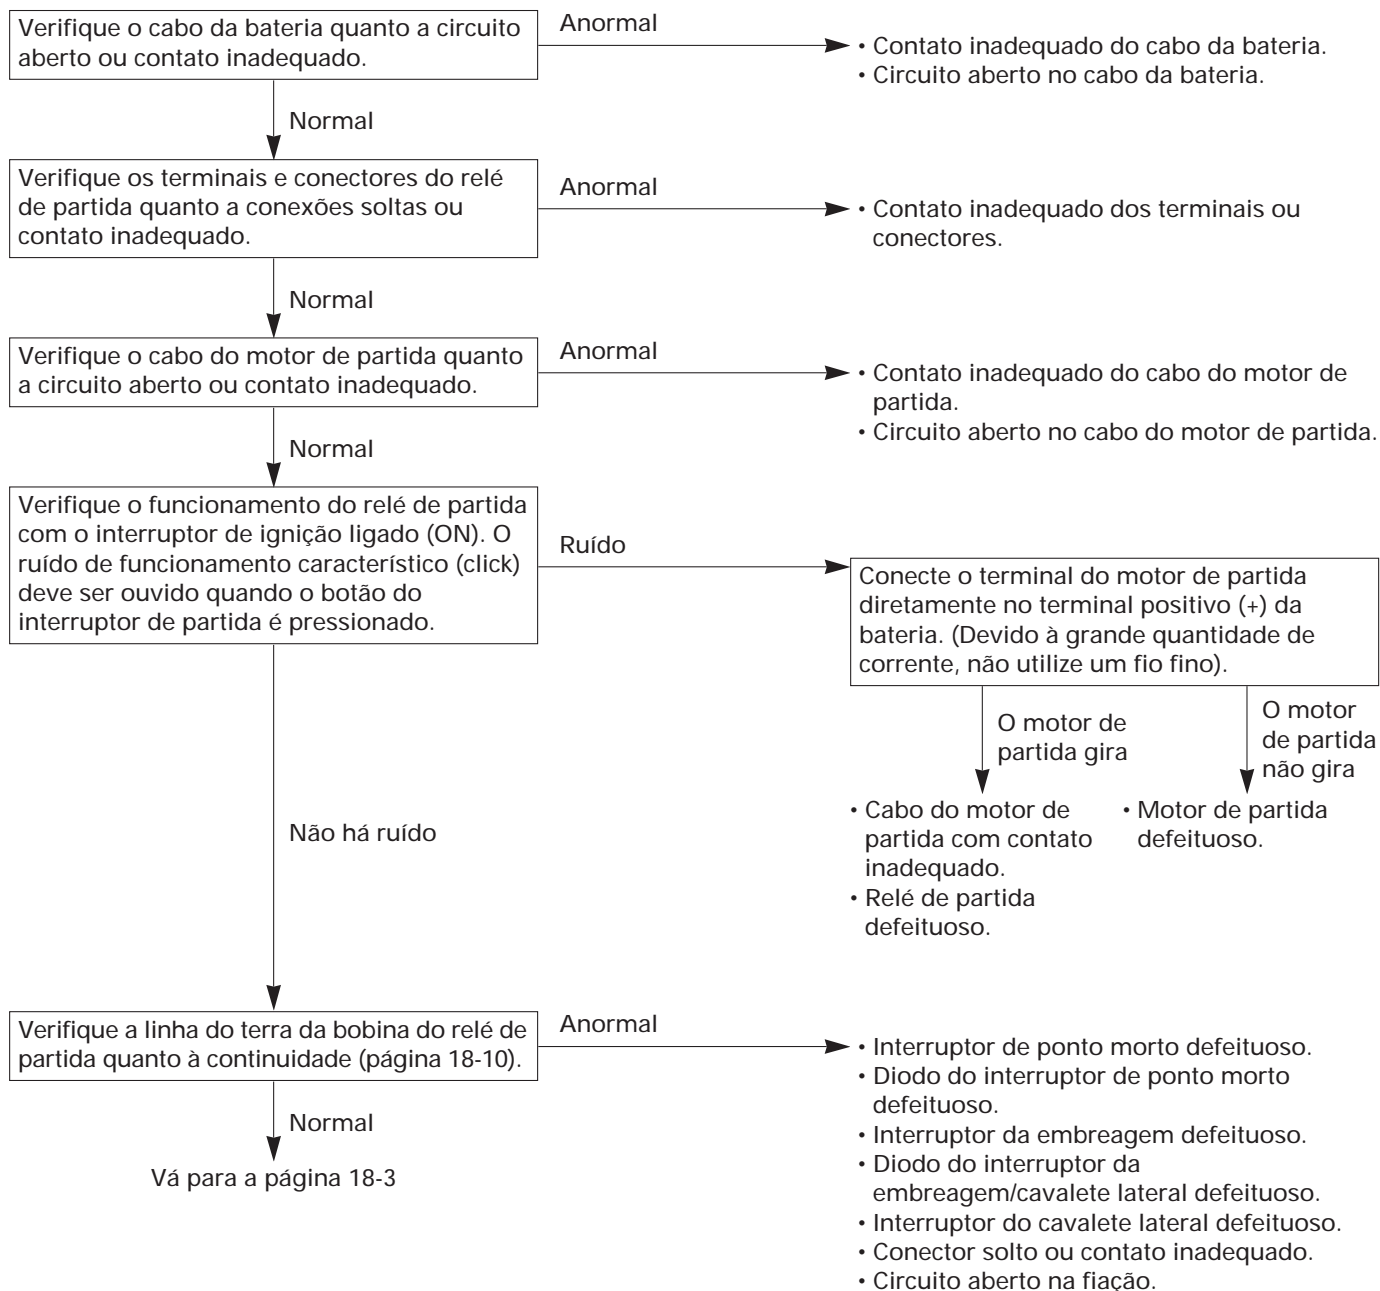 Verifique o cabo da bateria quanto a circuito
aberto ou contato inadequado.
Anormal
• Contato inadequado do cabo da bateria.
• Circuito aberto no cabo da bateria.
Normal
Verifique os terminais e conectores do relé
de partida quanto a conexões soltas ou
contato inadequado.
Anormal
• Contato inadequado dos terminais ou
conectores.
Normal
Verifique o cabo do motor de partida quanto
a circuito aberto ou contato inadequado.
Anormal
• Contato inadequado do cabo do motor de
partida.
• Circuito aberto no cabo do motor de partida.
Normal
Verifique o funcionamento do relé de partida
com o interruptor de ignição ligado (ON). O
ruído de funcionamento característico (click)
deve ser ouvido quando o botão do
interruptor de partida é pressionado.
Ruído
Conecte o terminal do motor de partida
diretamente no terminal positivo (+) da
bateria. (Devido à grande quantidade de
corrente, não utilize um fio fino).
O motor de
partida gira
O motor
de partida
não gira
• Cabo do motor de
partida com contato
inadequado.
• Relé de partida
defeituoso.
• Motor de partida
defeituoso.
Não há ruído
Verifique a linha do terra da bobina do relé de
partida quanto à continuidade (página 18-10).
Anormal
• Interruptor de ponto morto defeituoso.
• Diodo do interruptor de ponto morto
defeituoso.
• Interruptor da embreagem defeituoso.
• Diodo do interruptor da
embreagem/cavalete lateral defeituoso.
• Interruptor do cavalete lateral defeituoso.
• Conector solto ou contato inadequado.
• Circuito aberto na fiação.
Normal
Vá para a página 18-3